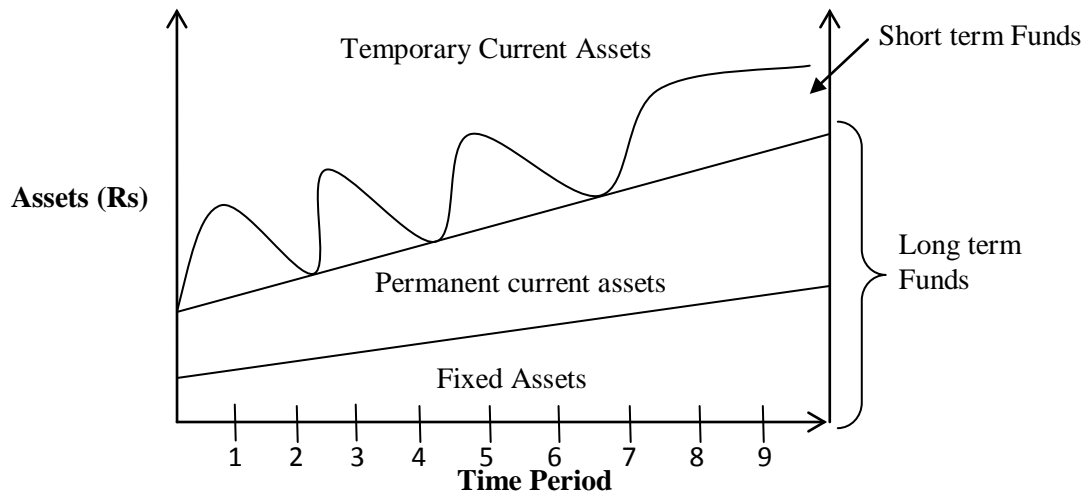 Temporary Current Assets
Short term Funds
Assets (Rs)
Long term
Funds
Permanent current assets
Fixed Assets
1 2 3 4 5 6 7 8 9
Time Period